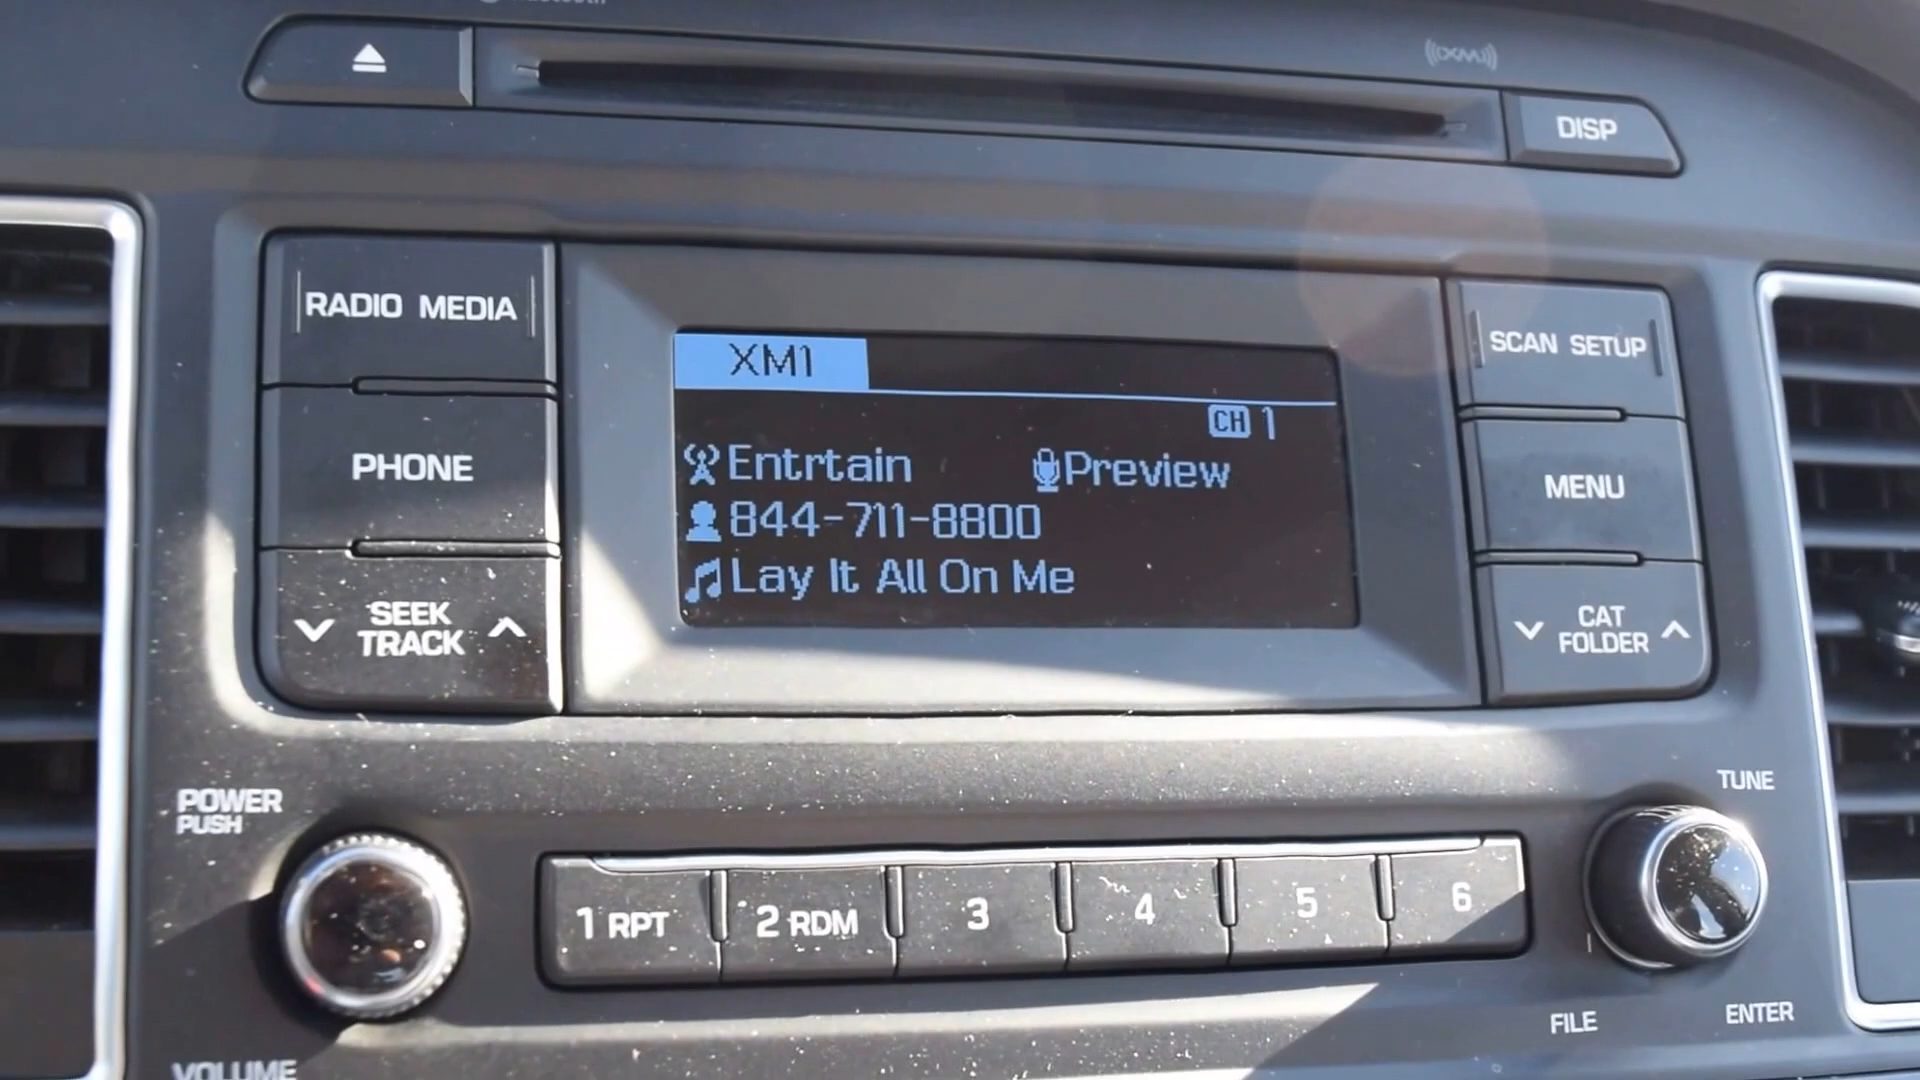 ((XM))
DISP
RADIO MEDIA
XM1
SCAN SETUP
CH 1
Entrtain Preview
PHONE
MENU
844-711-8800
Lay It All On Me
SEEK
TRACK
CAT
FOLDER
TUNE
POWER
PUSH
1 RPT 2 RDM 3 4 5 6
FILE
ENTER
VOLUME